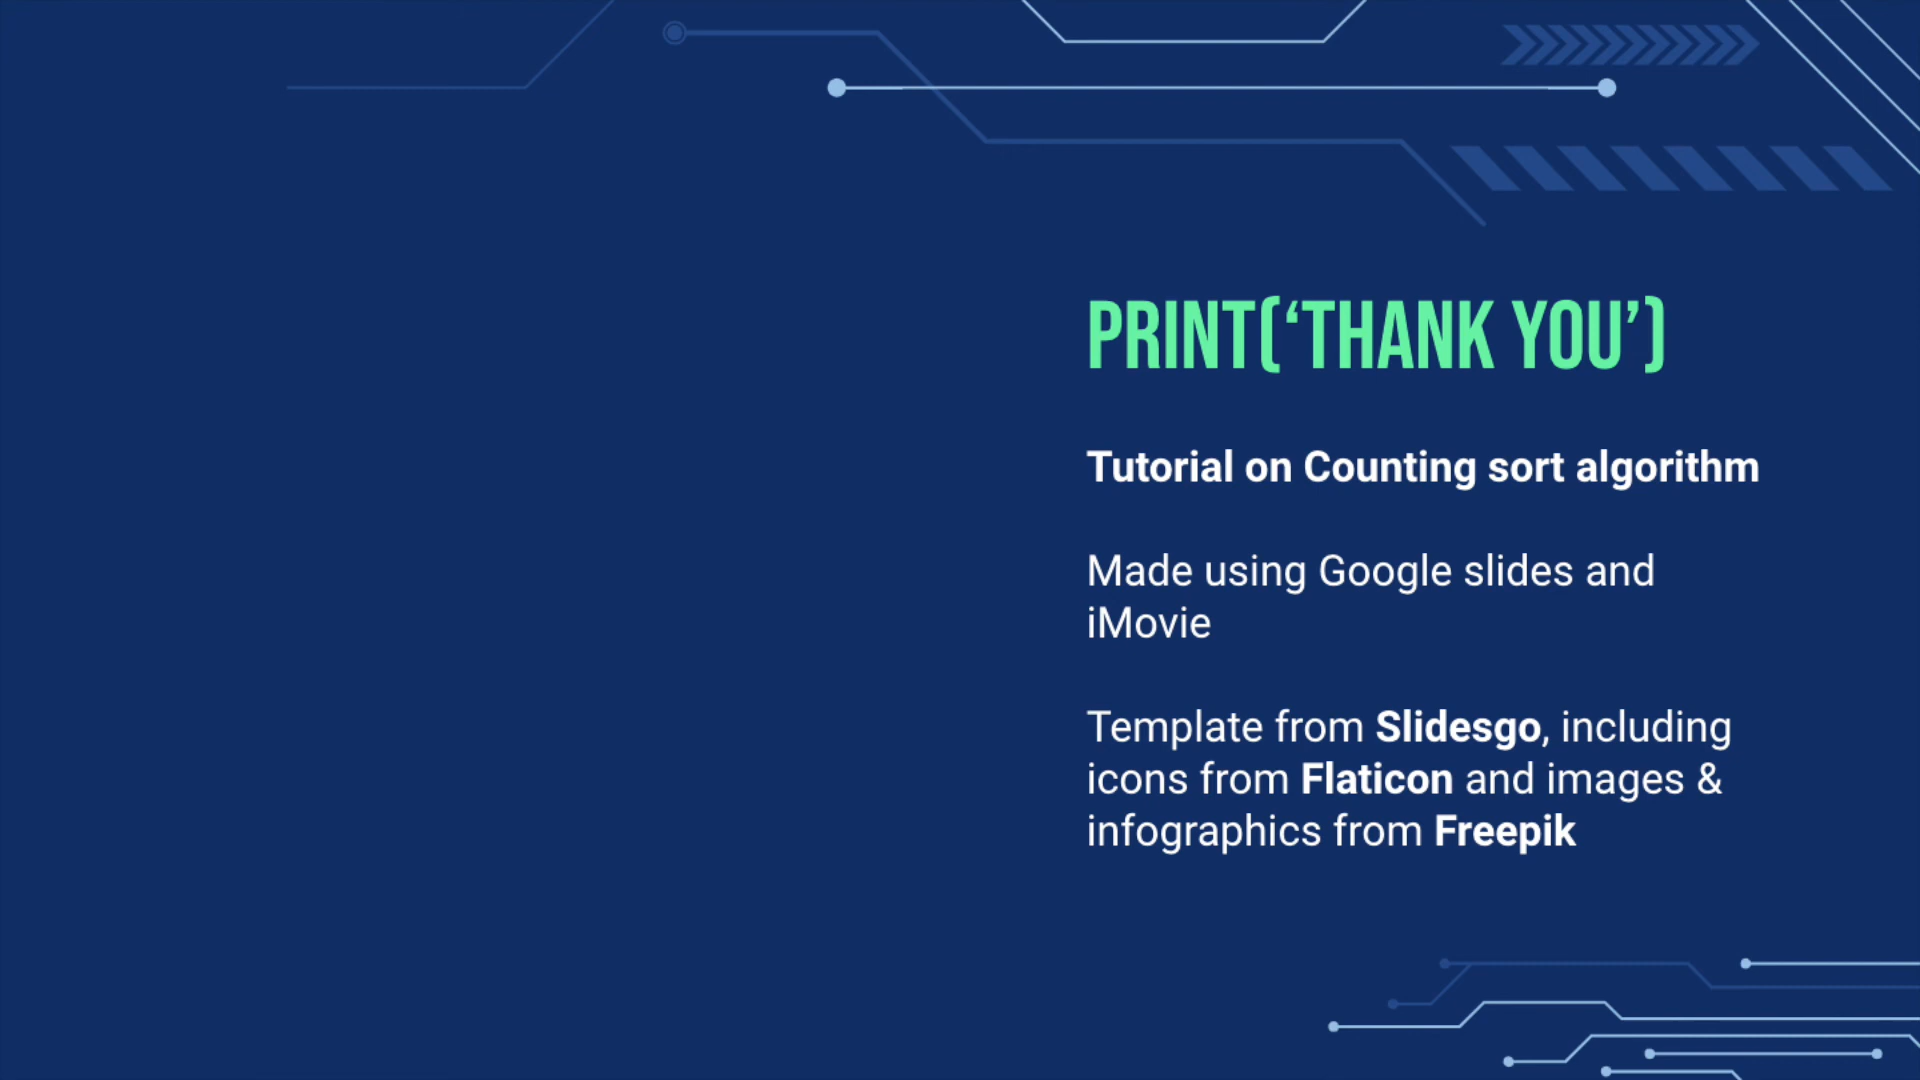 PRINT(‘THANK YOU’)
Tutorial on Counting sort algorithm
Made using Google slides and
iMovie
Template from Slidesgo, including
icons from Flaticon and images &
infographics from Freepik